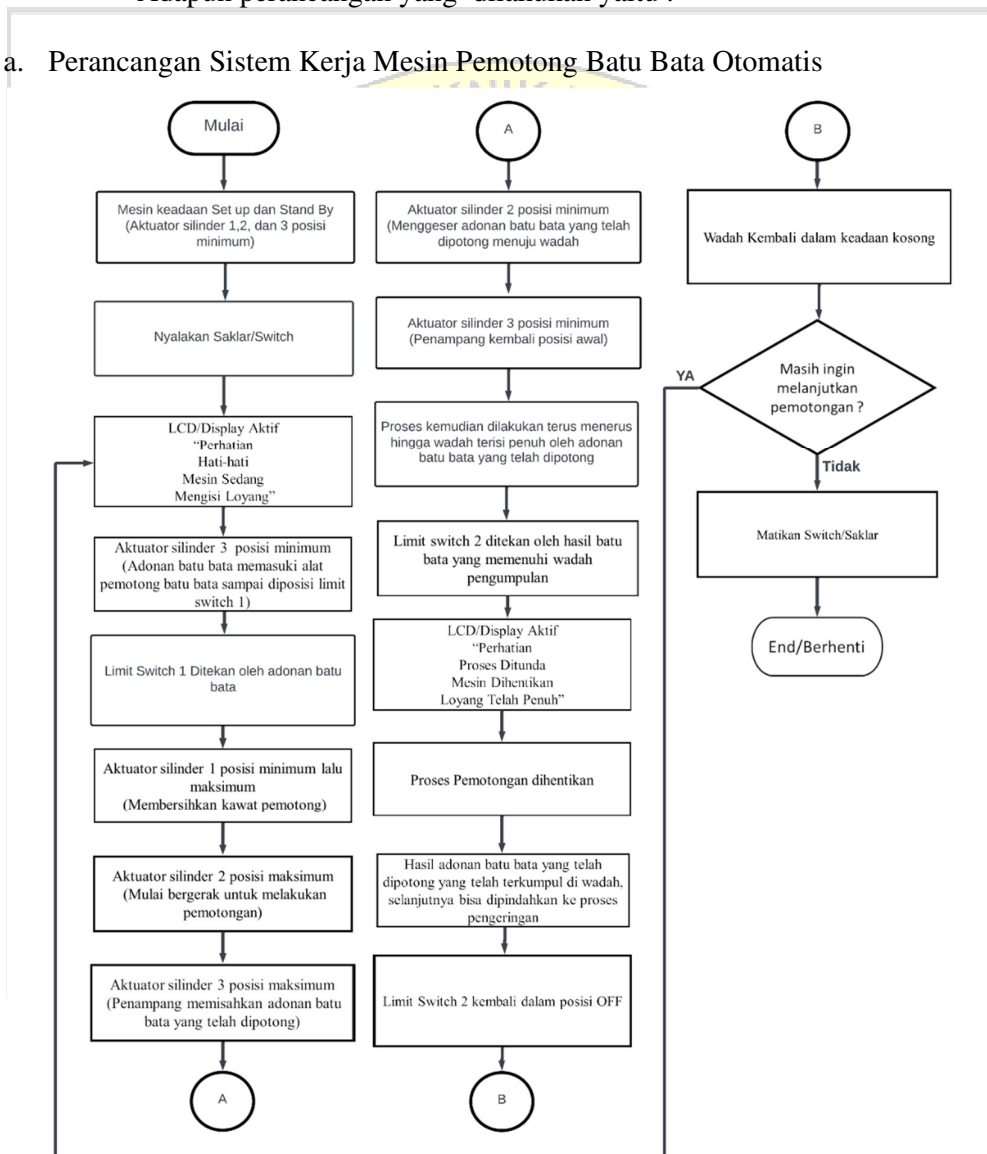 Adapun perancangan yang dilakukan yaitu :
a. Perancangan Sistem Kerja Mesin Pemotong Batu Bata Otomatis
Mulai
Mesin keadaan Set up dan Stand By
(Aktuator silinder 1,2, dan 3 posisi
minimum)
Nyalakan Saklar/Switch
LCD/Display Aktif
“Perhatian
Hati-hati
Mesin Sedang
Mengisi Loyang”
Aktuator silinder 3 posisi minimum
(Adonan batu bata memasuki alat
pemotong batu bata sampai diposisi limit
switch 1)
Limit Switch 1 Ditekan oleh adonan batu
bata
Aktuator silinder 1 posisi minimum lalu
maksimum
(Membersihkan kawat pemotong)
Aktuator silinder 2 posisi maksimum
(Mulai bergerak untuk melakukan
pemotongan)
Aktuator silinder 3 posisi maksimum
(Penampang memisahkan adonan batu
bata yang telah dipotong)
A
A
Aktuator silinder 2 posisi minimum
(Menggeser adonan batu bata yang telah
dipotong menuju wadah
Aktuator silinder 3 posisi minimum
(Penampang kembali posisi awal)
Proses kemudian dilakukan terus menerus
hingga wadah terisi penuh oleh adonan
batu bata yang telah dipotong
Limit switch 2 ditekan oleh hasil batu
bata yang memenuhi wadah
pengumpulan
LCD/Display Aktif
“Perhatian
Proses Ditunda
Mesin Dihentikan
Loyang Telah Penuh”
Proses Pemotongan dihentikan
Hasil adonan batu bata yang telah
dipotong yang telah terkumpul di wadah,
selanjutnya bisa dipindahkan ke proses
pengeringan
Limit Switch 2 kembali dalam posisi OFF
B
B
Wadah Kembali dalam keadaan kosong
Masih ingin
melanjutkan
pemotongan ?
YA
Tidak
Matikan Switch/Saklar
End/Berhenti